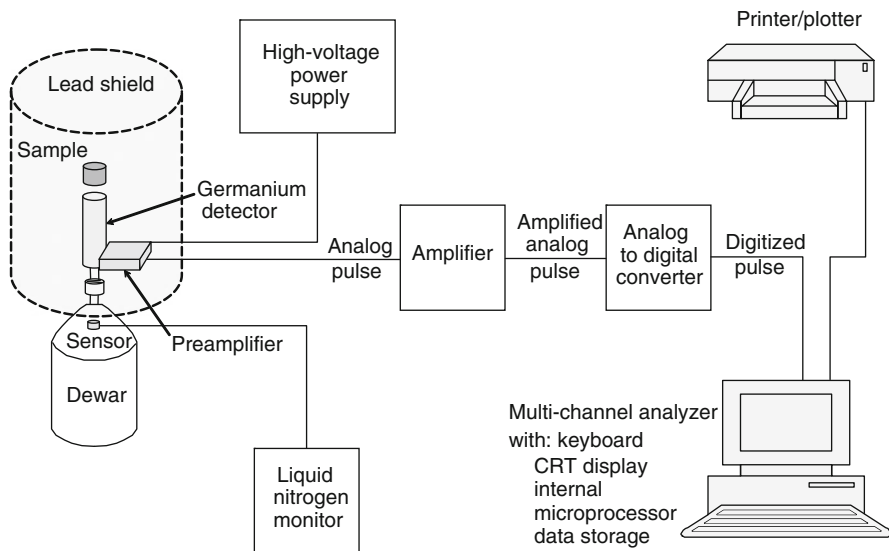 Printer/plotter
High-voltage
power
supply
Lead shield
Sample
Germanium
detector
Analog
pulse
Amplifier
Amplified
analog
pulse
Analog
to digital
converter
Digitized
pulse
Sensor
Preamplifier
Dewar
Liquid
nitrogen
monitor
Multi-channel analyzer
with: keyboard
CRT display
internal
microprocessor
data storage